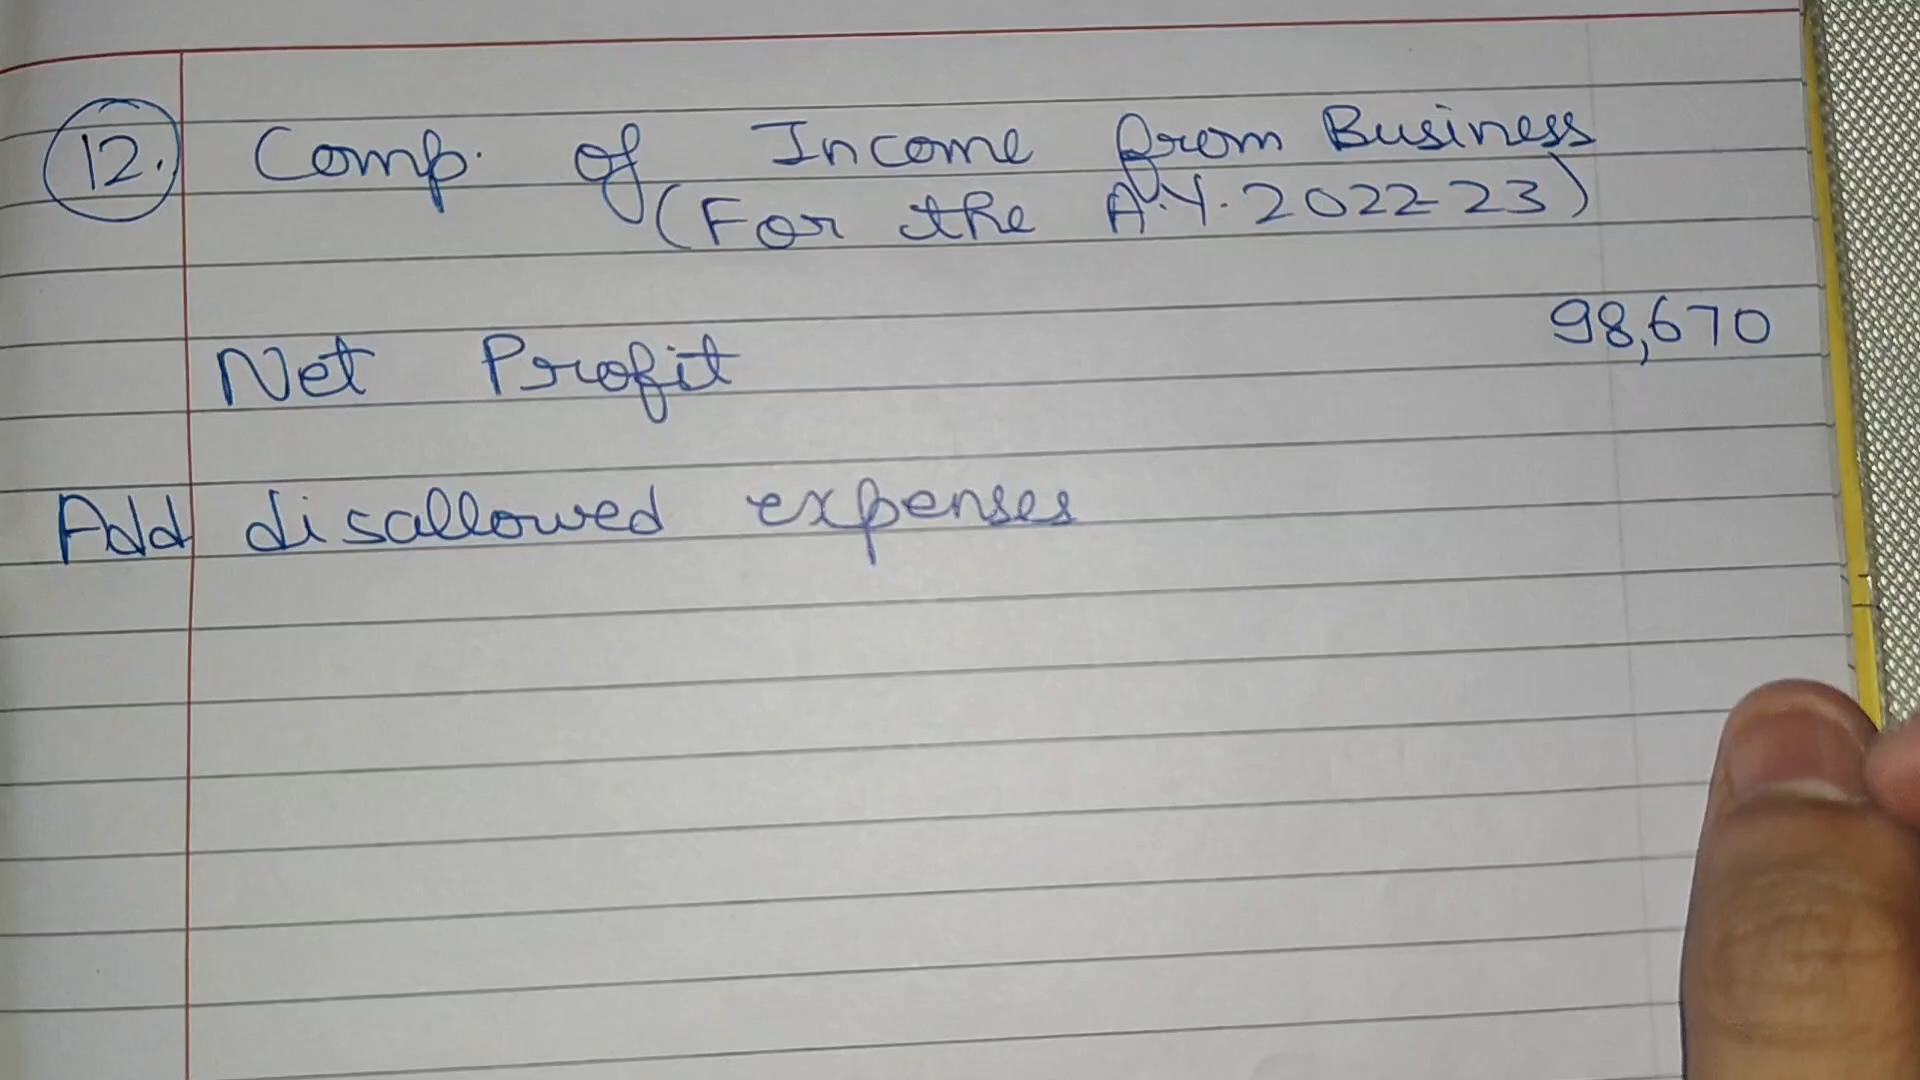 12. Comp. of Income from Business
(For the A.Y. 2022-23)
Net Profit 98,670
Add disallowed expenses